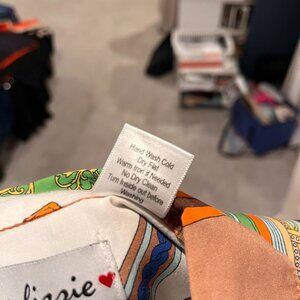 Hand Wash Cold
Dry Flat
Warm Iron if Needed
No Dry Clean
Turn Inside out Before
Washing
lizzie